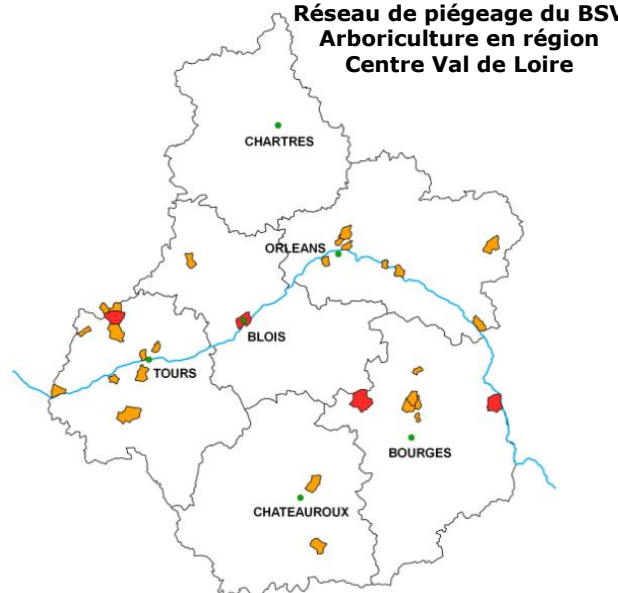 Réseau de piégeage du BSV
Arboriculture en région
Centre Val de Loire
CHARTRES
ORLEANS
BLOIS
TOURS
BOURGES
CHATEAUROUX